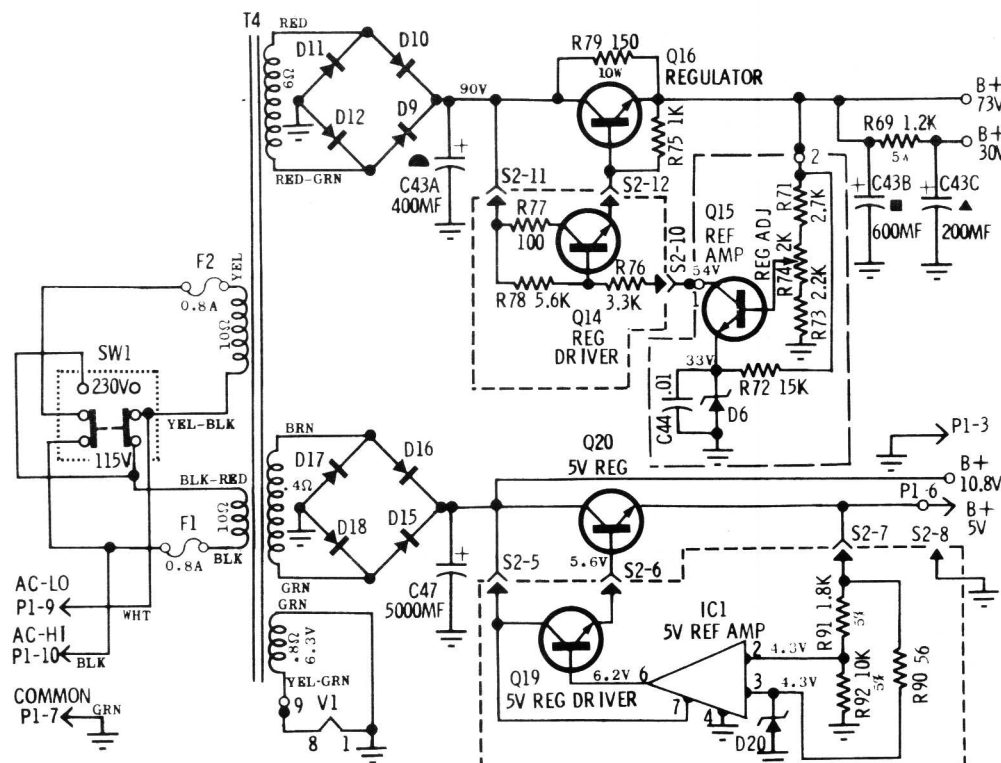 T4
RED
D11
D10
6Ω
D12
D9
RED-GRN
90V
C43A
400MF
R79 150
10W
Q16
REGULATOR
R75 1K
B+
73V
R69 1.2K
B+
30V
C43B
600MF
C43C
200MF
S2-11
S2-12
R77
100
R78 5.6K
R76
3.3K
Q14
REG
DRIVER
S2-10
54V
1
Q15
REF
AMP
REG ADJ
2
R71
2.7K
R74 2K
R73 2.2K
33V
R72 15K
C44 .01
D6
F2
0.8A
YEL
10Ω
SW1
230V
115V
YEL-BLK
BLK-RED
10Ω
F1
0.8A
BLK
AC-LO
P1-9
WHT
AC-HI
P1-10
BLK
COMMON
P1-7
GRN
BRN
D17
D16
.4Ω
D18
D15
GRN
C47
5000MF
GRN
.8Ω
6.3V
YEL-GRN
9
V1
8
1
Q20
5V REG
P1-3
B+
10.8V
P1-6
B+
5V
S2-5
5.6V
S2-6
S2-7
S2-8
IC1
5V REF AMP
Q19
5V REG DRIVER
6.2V
6
7
4
2
4.3V
3
4.3V
D20
R91 1.8K
5%
R92 10K
5%
R90 56